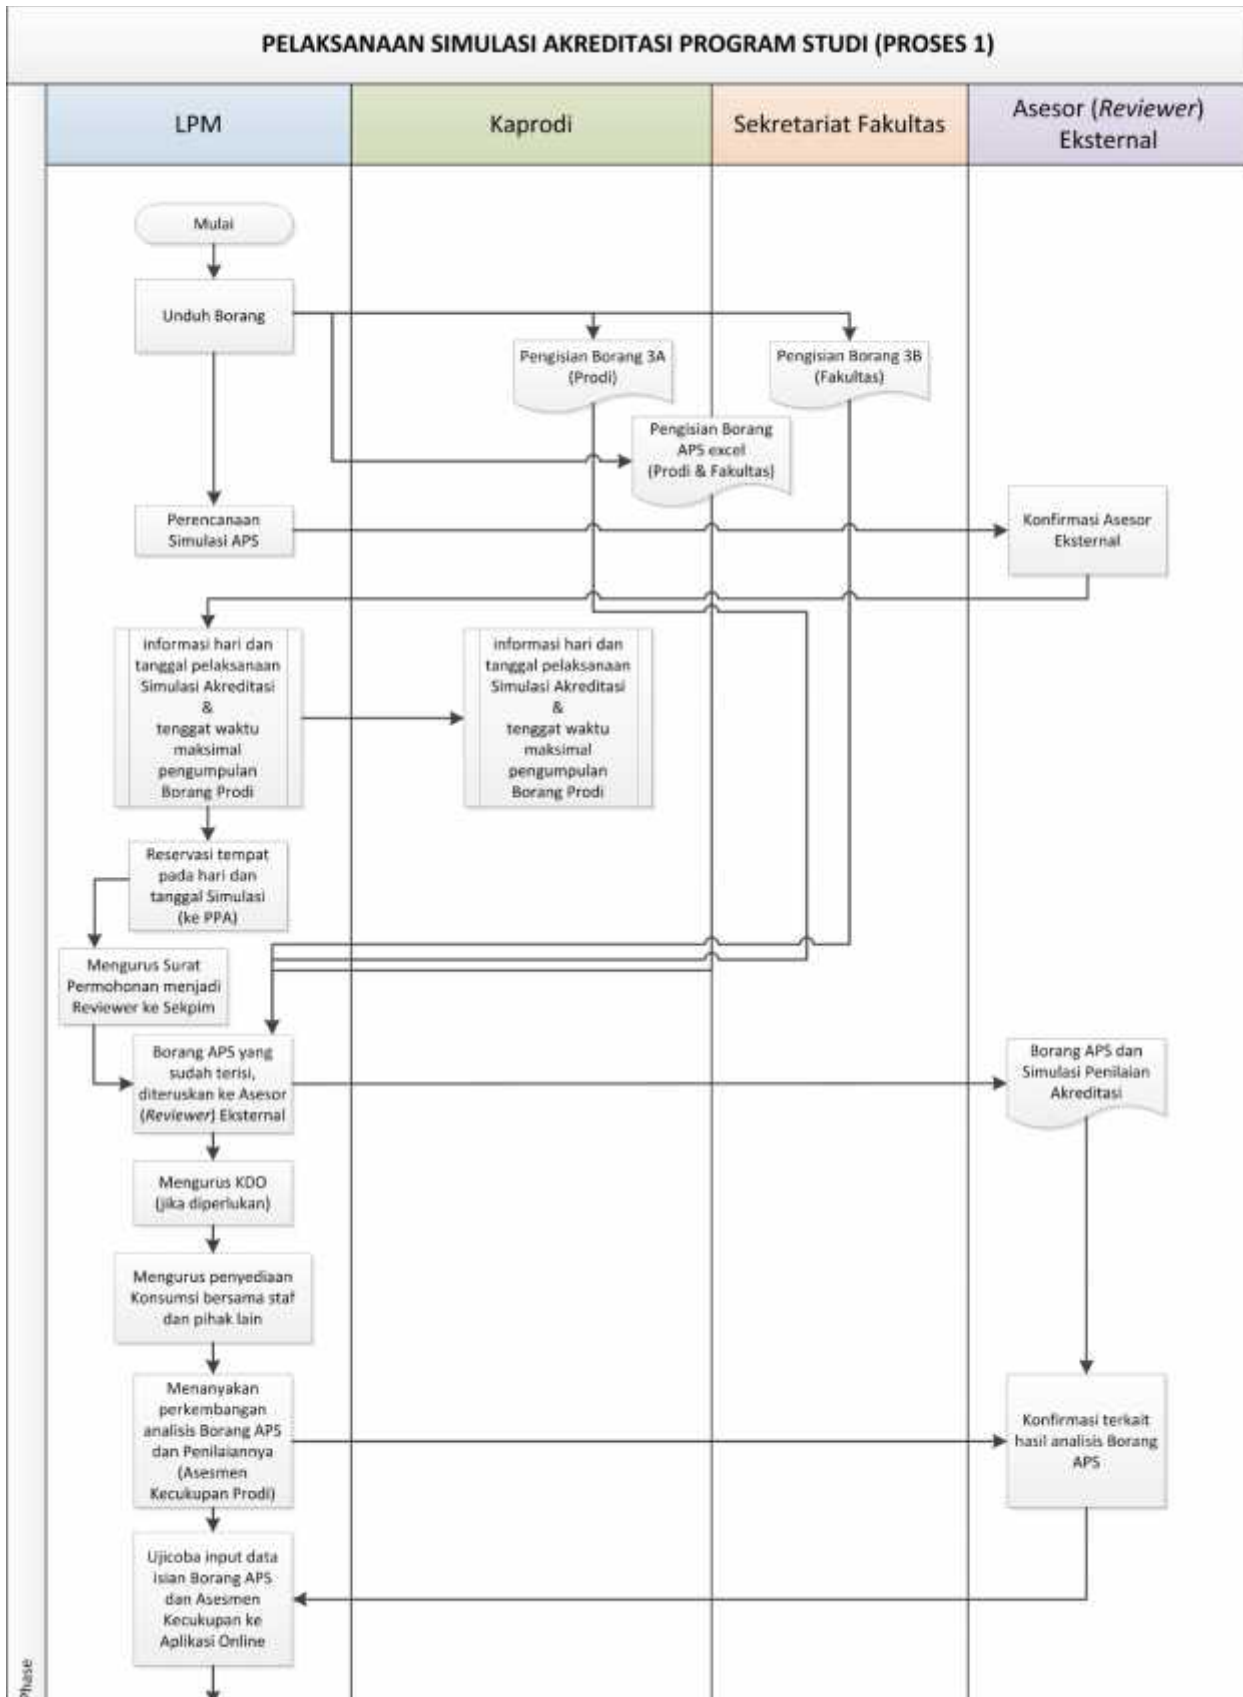 PELAKSANAAN SIMULASI AKREDITASI PROGRAM STUDI (PROSES 1)
LPM
Kaprodi
Sekretariat Fakultas
Asesor (Reviewer)
Eksternal
Mulai
Unduh Borang
Pengisian Borang 3A
(Prodi)
Pengisian Borang 3B
(Fakultas)
Pengisian Borang
APS excel
(Prodi & Fakultas)
Perencanaan
Simulasi APS
Konfirmasi Asesor
Eksternal
informasi hari dan
tanggal pelaksanaan
Simulasi Akreditasi
&
tenggat waktu
maksimal
pengumpulan
Borang Prodi
informasi hari dan
tanggal pelaksanaan
Simulasi Akreditasi
&
tenggat waktu
maksimal
pengumpulan
Borang Prodi
Reservasi tempat
pada hari dan
tanggal Simulasi
(ke PPA)
Mengurus Surat
Permohonan menjadi
Reviewer ke Sekpim
Borang APS yang
sudah terisi,
diteruskan ke Asesor
(Reviewer) Eksternal
Borang APS dan
Simulasi Penilaian
Akreditasi
Mengurus KDO
(jika diperlukan)
Mengurus penyediaan
Konsumsi bersama staf
dan pihak lain
Menanyakan
perkembangan
analisis Borang APS
dan Penilaiannya
(Asesmen
Kecukupan Prodi)
Konfirmasi terkait
hasil analisis Borang
APS
Ujicoba input data
isian Borang APS
dan Asesmen
Kecukupan ke
Aplikasi Online
Phase